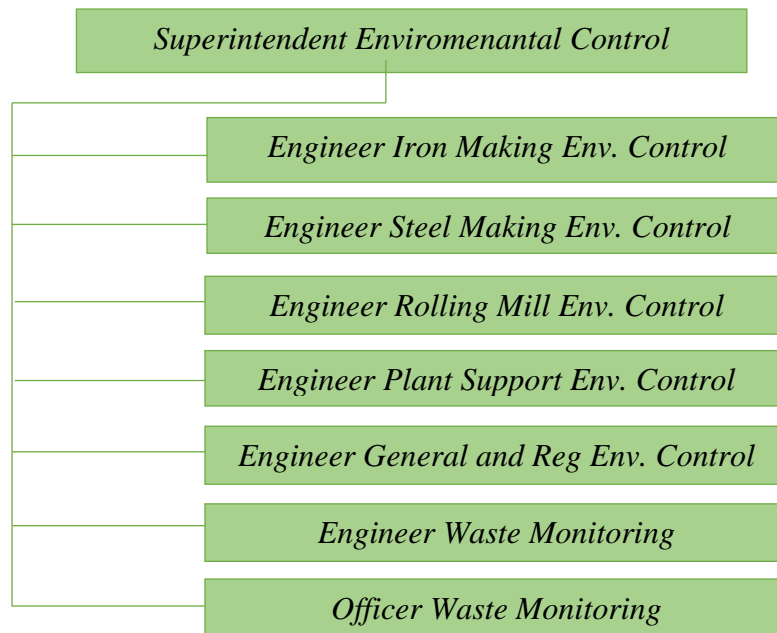 Superintendent Enviromenantal Control
Engineer Iron Making Env. Control
Engineer Steel Making Env. Control
Engineer Rolling Mill Env. Control
Engineer Plant Support Env. Control
Engineer General and Reg Env. Control
Engineer Waste Monitoring
Officer Waste Monitoring